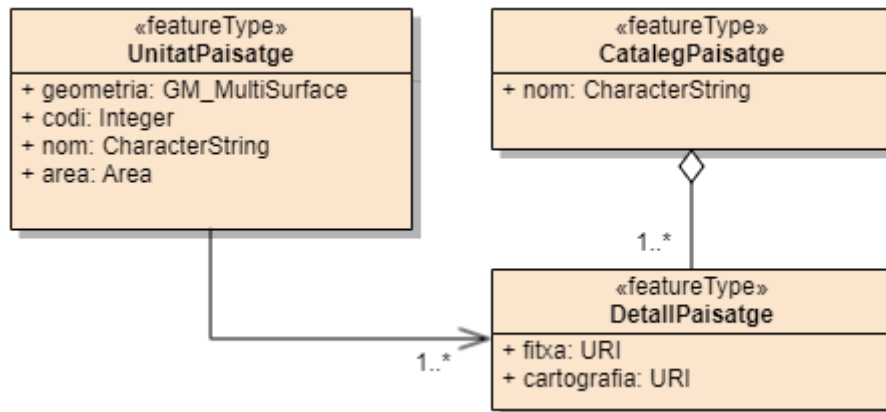 «featureType»
UnitatPaisatge
+ geometria: GM_MultiSurface
+ codi: Integer
+ nom: CharacterString
+ area: Area
«featureType»
CatalegPaisatge
+ nom: CharacterString
1..*
«featureType»
DetallPaisatge
+ fitxa: URI
+ cartografia: URI
1..*